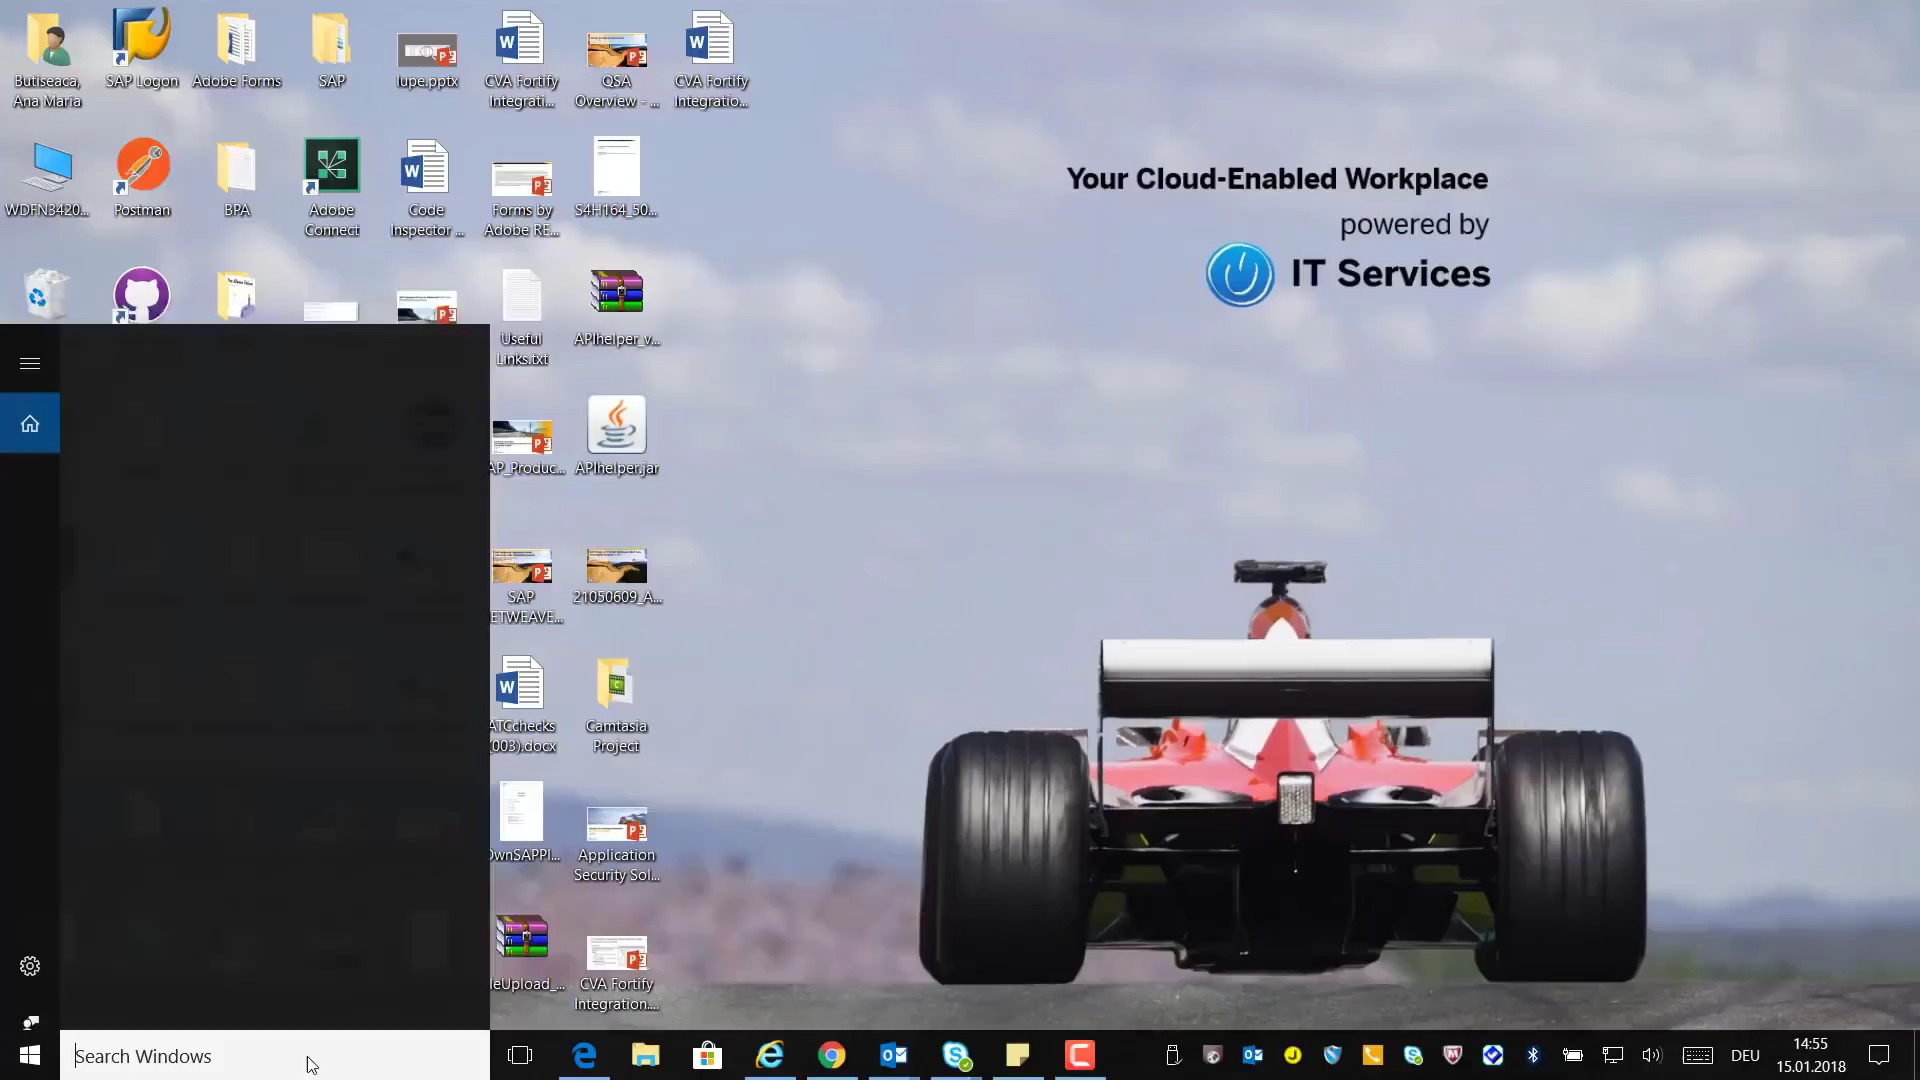 Butiseaca,
Ana Maria
SAP Logon
Adobe Forms
SAP
lupe.pptx
CVA Fortify
Integrati...
QSA
Overview - ...
CVA Fortify
Integratio...
WDFN3420...
Postman
BPA
Adobe
Connect
Code
Inspector ...
Forms by
Adobe RE...
S4H164_50...
Your Cloud-Enabled Workplace
powered by
IT Services
Useful
Links.txt
APIhelper_v...
AP_Produc...
APIhelper.jar
SAP
ETWEAVE...
21050609_A...
ATCchecks
(003).docx
Camtasia
Project
OwnSAPPI...
Application
Security Sol...
leUpload_...
CVA Fortify
Integration....
Search Windows
DEU
14:55
15.01.2018